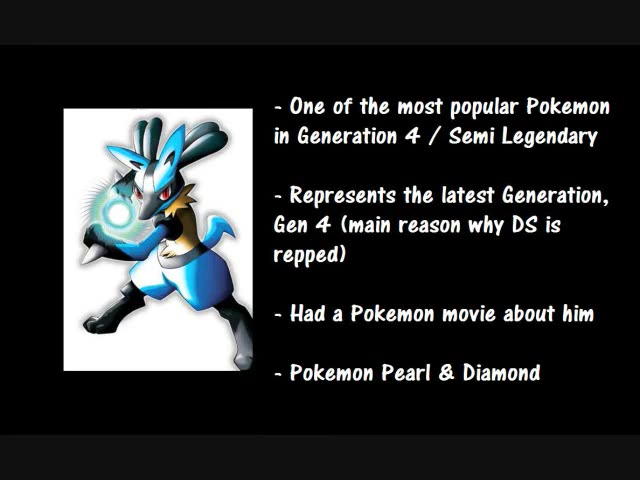 - One of the most popular Pokemon
in Generation 4 / Semi Legendary
- Represents the latest Generation,
Gen 4 (main reason why DS is
repped)
- Had a Pokemon movie about him
- Pokemon Pearl & Diamond